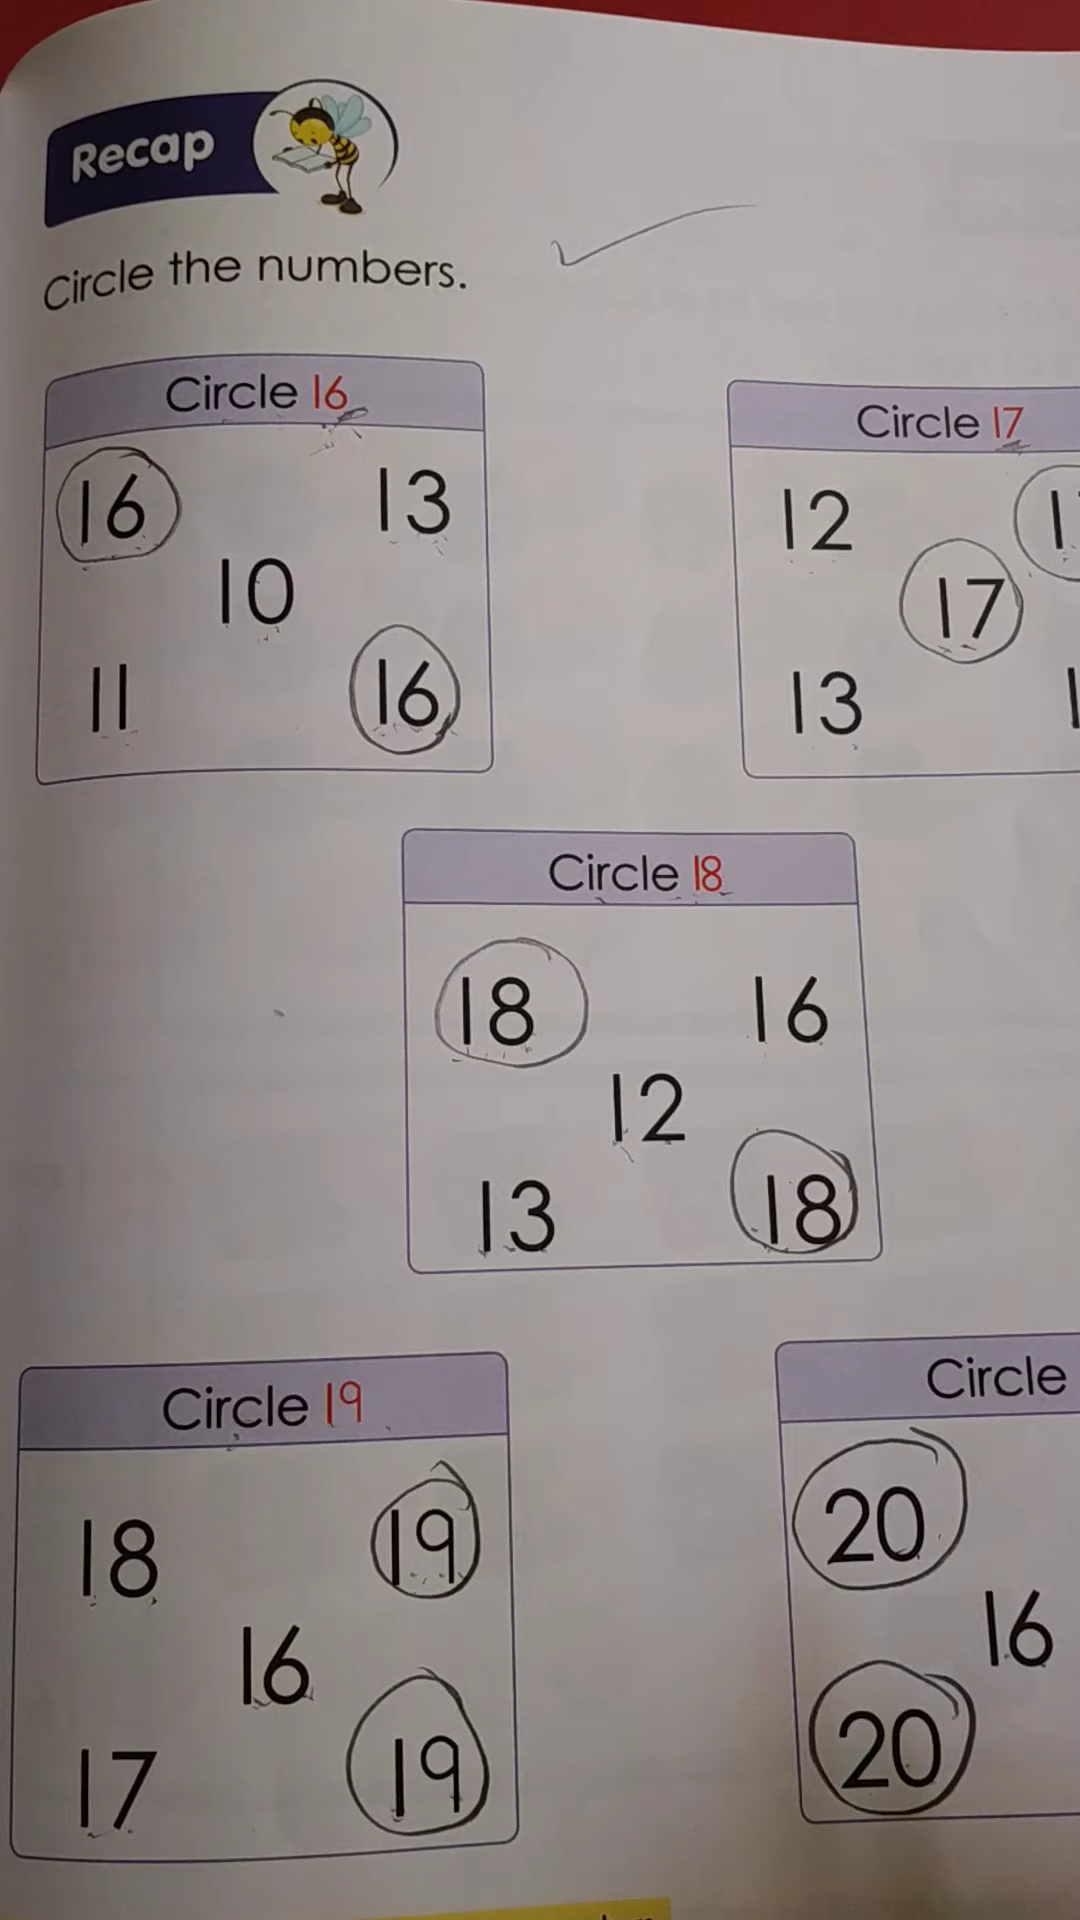 Recap
Circle the numbers.
Circle 16
16 13
10
11 16
Circle 17
12
17
13
Circle 18
18 16
12
13 18
Circle 19
18 19
16
17 19
Circle
20
16
20